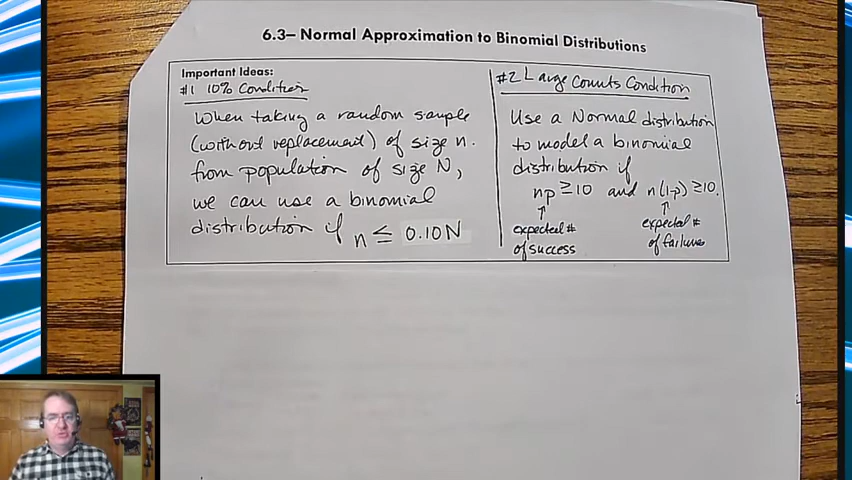 6.3– Normal Approximation to Binomial Distributions
Important Ideas:
#1 10% Condition
When taking a random sample
(without replacement) of size n.
from population of size N,
we can use a binomial
distribution if n ≤ 0.10N
#2 Large Counts Condition
Use a Normal distribution
to model a binomial
distribution if
np ≥ 10 and n(1-p) ≥ 10.
↑ ↑
expected # expected #
of success of failures